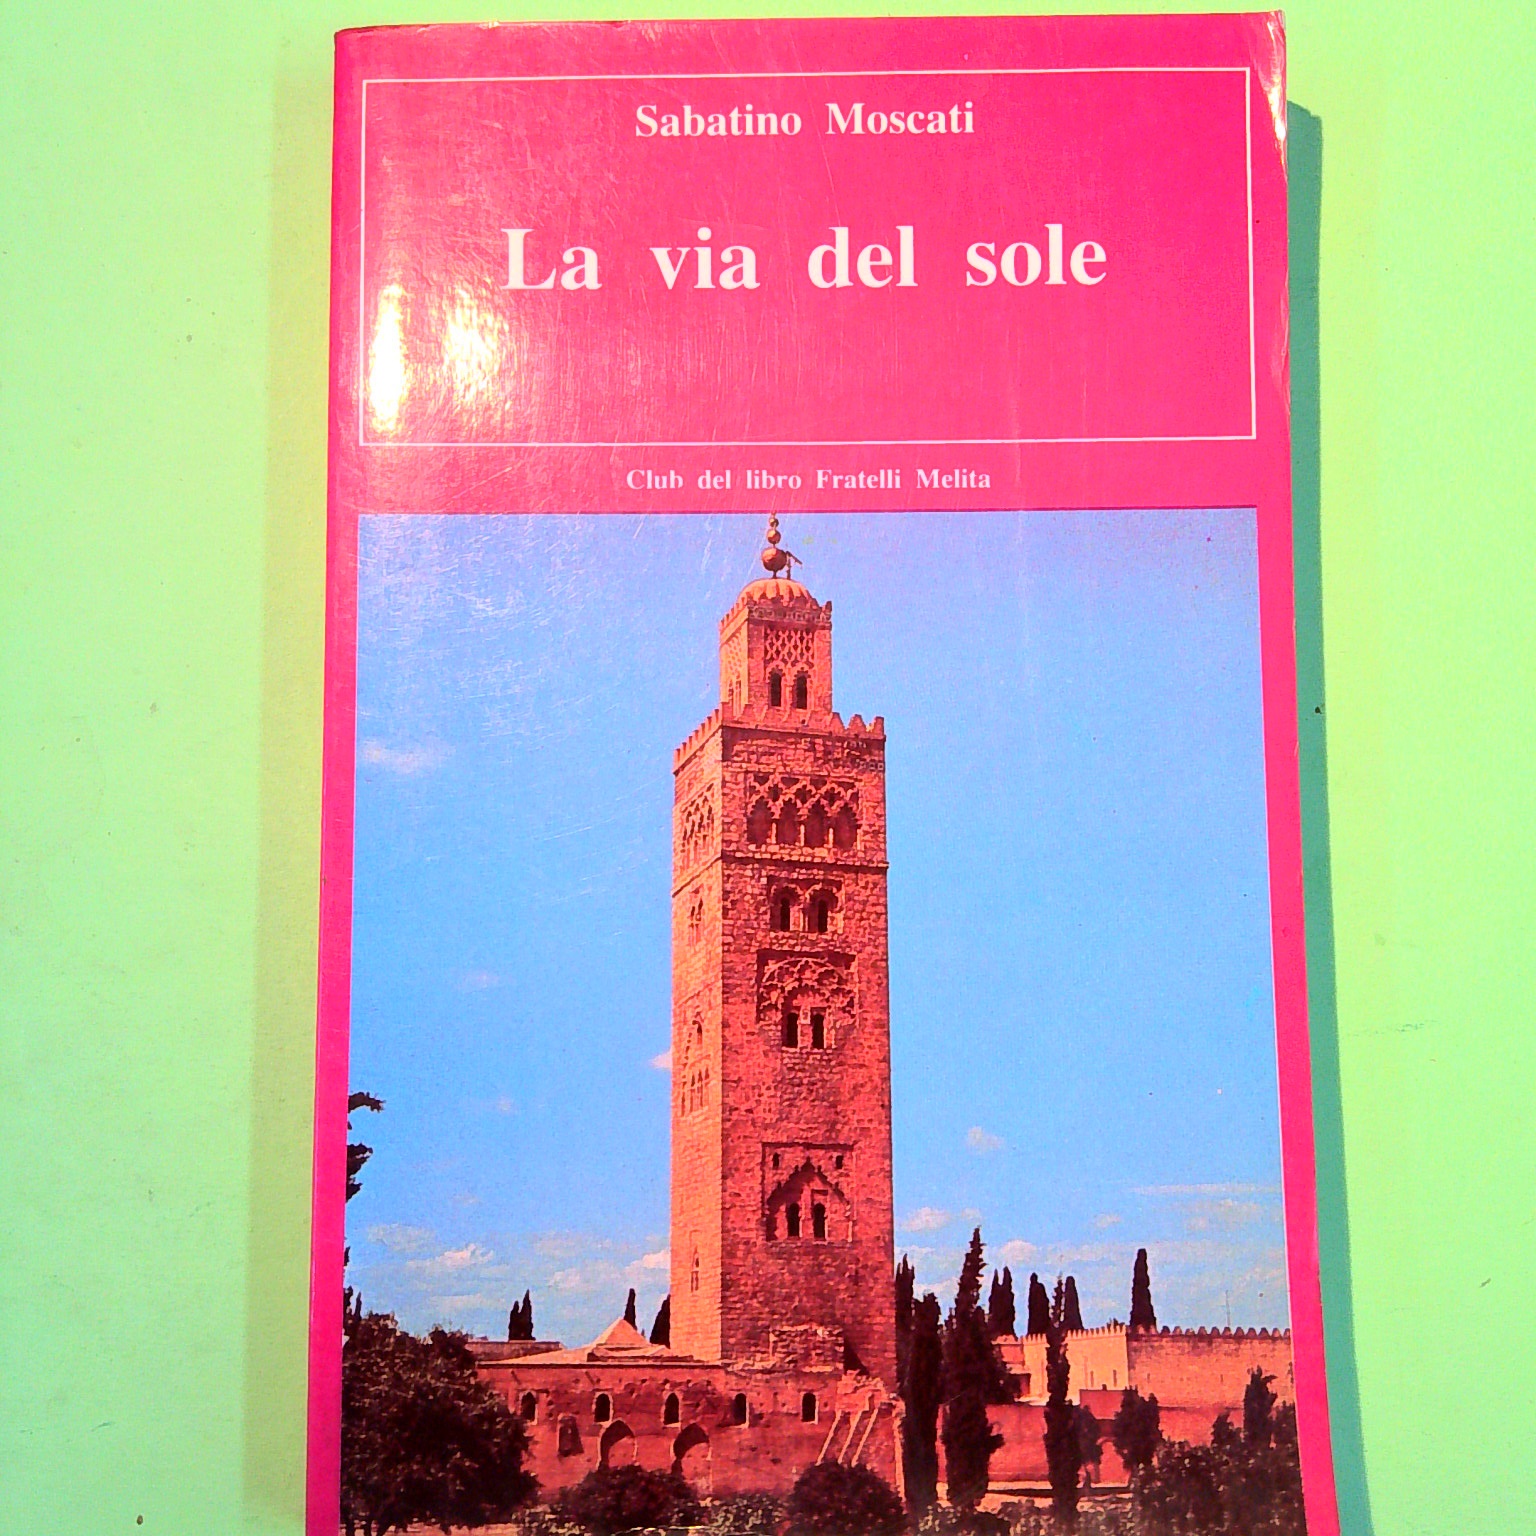 Sabatino Moscati
La via del sole
Club del libro Fratelli Melita